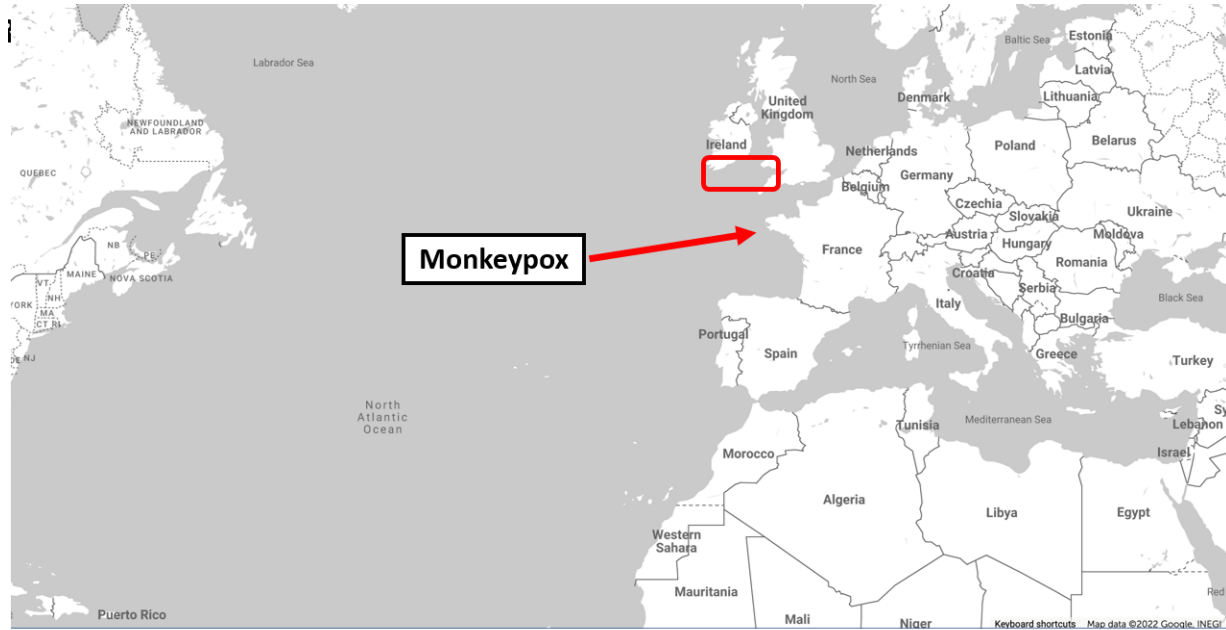 Labrador Sea
Baltic Sea
Estonia
Latvia
North Sea
Denmark
Lithuania
United
Kingdom
NEWFOUNDLAND
AND LABRADOR
Ireland
Netherlands
Poland
Belarus
QUEBEC
Germany
Belgium
Czechia
Slovakia
Ukraine
Austria
Moldova
NB
PE
Monkeypox
France
Hungary
Romania
MAINE
NOVA SCOTIA
Croatia
VT
NH
Serbia
Italy
Black Sea
MA
CT RI
Bulgaria
Portugal
Tyrrhenian Sea
Spain
Greece
Turkey
NJ
North
Atlantic
Ocean
Tunisia
Mediterranean Sea
Lebanon
Morocco
Israel
Algeria
Libya
Egypt
Western
Sahara
Mauritania
Red
Puerto Rico
Mali
Niger
Keyboard shortcuts Map data ©2022 Google, INEGI